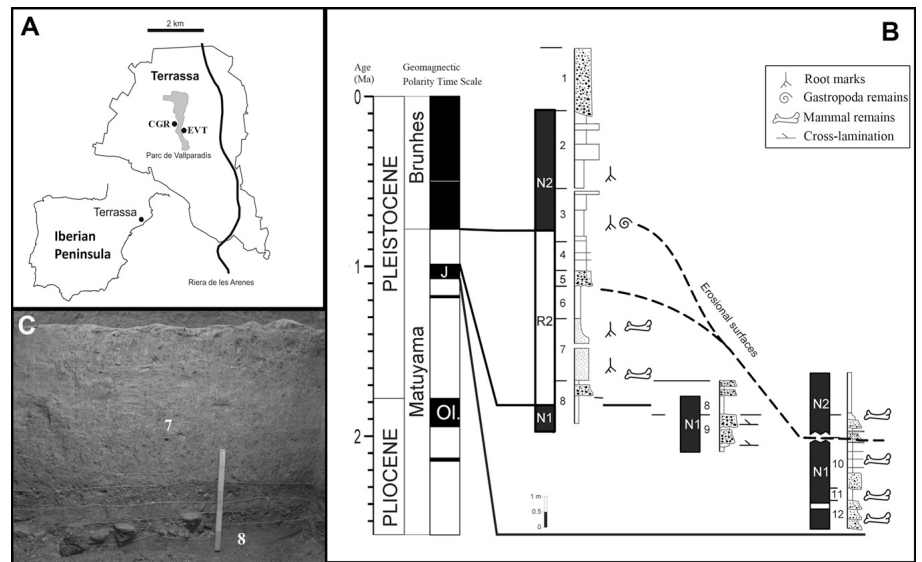 A
2 km
Terrassa
CGR
EVT
Parc de Vallparadís
Terrassa
Iberian
Peninsula
Riera de les Arenes
C
7
8
B
Age
(Ma)
Geomagnectic
Polarity Time Scale
0
1
2
PLEISTOCENE
PLIOCENE
Brunhes
Matuyama
J
Ol.
N2
R2
N1
1
2
3
4
5
6
7
8
1 m
0.5
0
N1
8
9
Erosional surfaces
N2
N1
10
11
12
Root marks
Gastropoda remains
Mammal remains
Cross-lamination